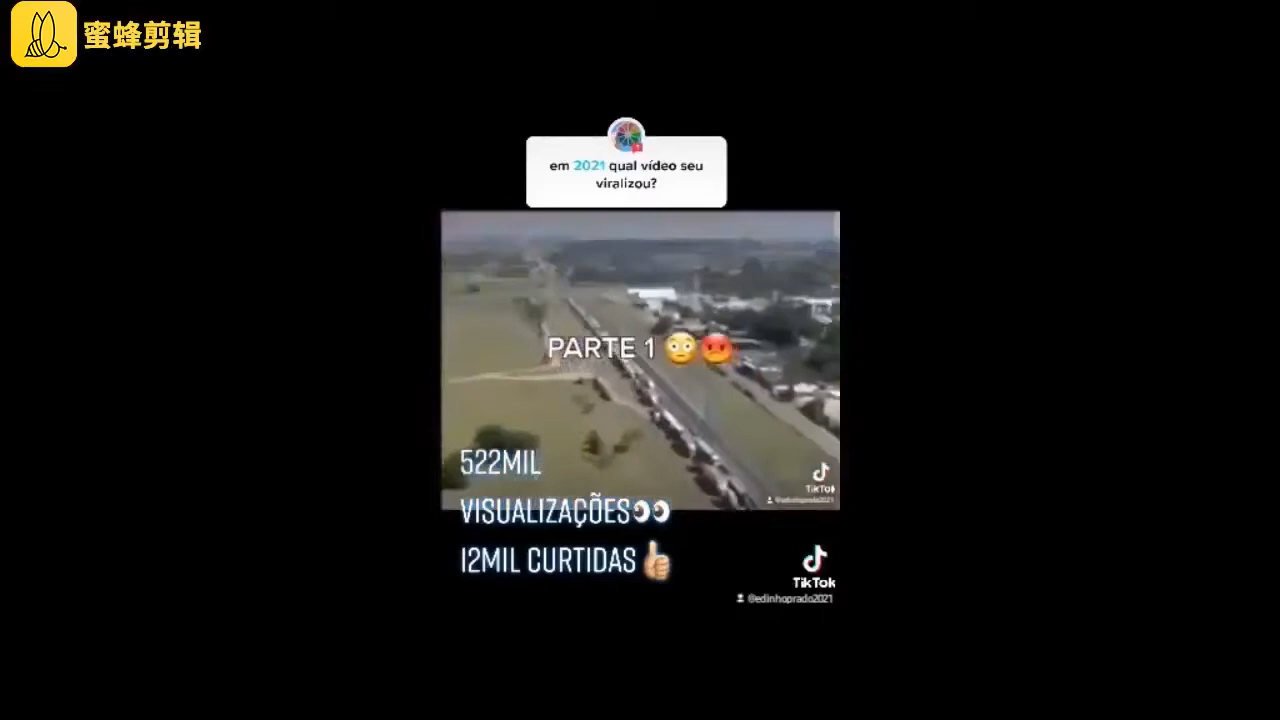 蜜蜂剪辑
em 2021 qual vídeo seu
viralizou?
PARTE 1 😳😡
TikTok
@edinhoprado2021
522MIL
VISUALIZAÇÕES👀
12MIL CURTIDAS👍🏼
TikTok
@edinhoprado2021